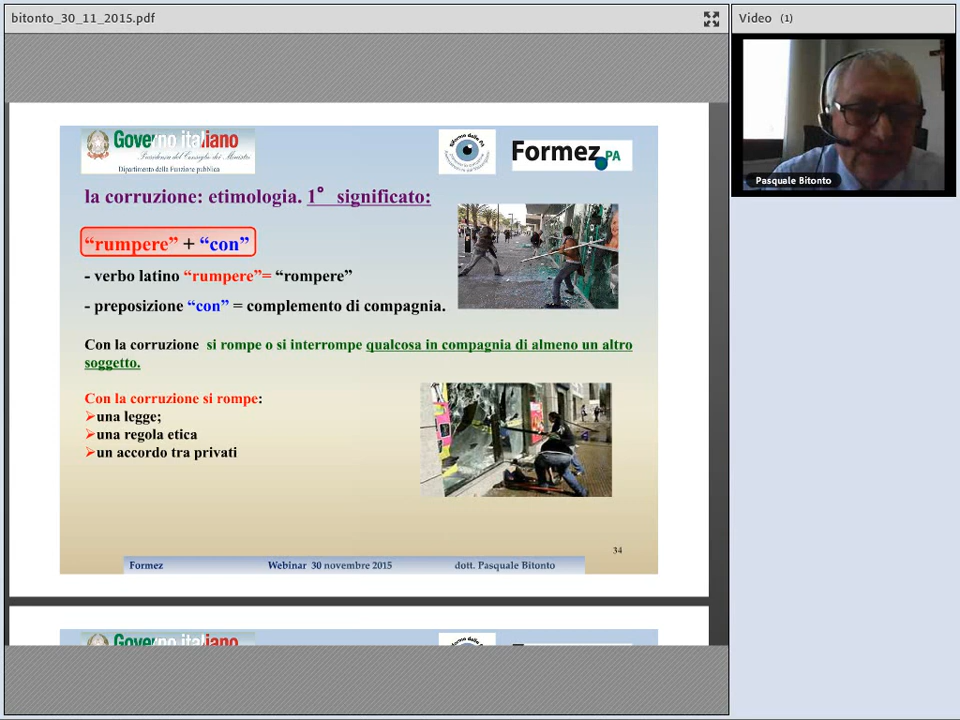 bitonto_30_11_2015.pdf
Video (1)
Pasquale Bitonto
Governo italiano
Presidenza del Consiglio dei Ministri
Dipartimento della Funzione pubblica
Formez PA
la corruzione: etimologia. 1° significato:
“rumpere” + “con”
- verbo latino “rumpere”= “rompere”
- preposizione “con” = complemento di compagnia.
Con la corruzione si rompe o si interrompe qualcosa in compagnia di almeno un altro
soggetto.
Con la corruzione si rompe:
➢una legge;
➢una regola etica
➢un accordo tra privati
34
Formez Webinar 30 novembre 2015 dott. Pasquale Bitonto
Governo italiano